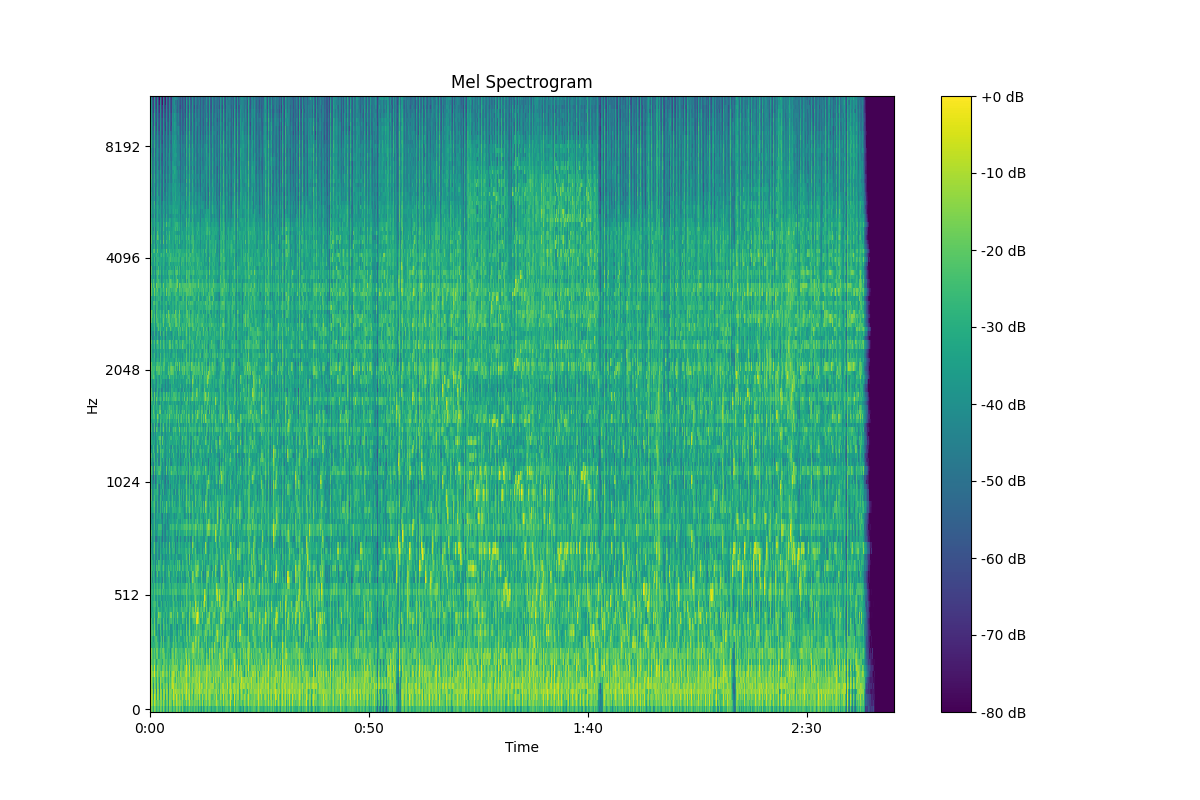 Mel Spectrogram
Hz
8192
4096
2048
1024
512
0
0:00 0:50 1:40 2:30
Time
+0 dB
-10 dB
-20 dB
-30 dB
-40 dB
-50 dB
-60 dB
-70 dB
-80 dB